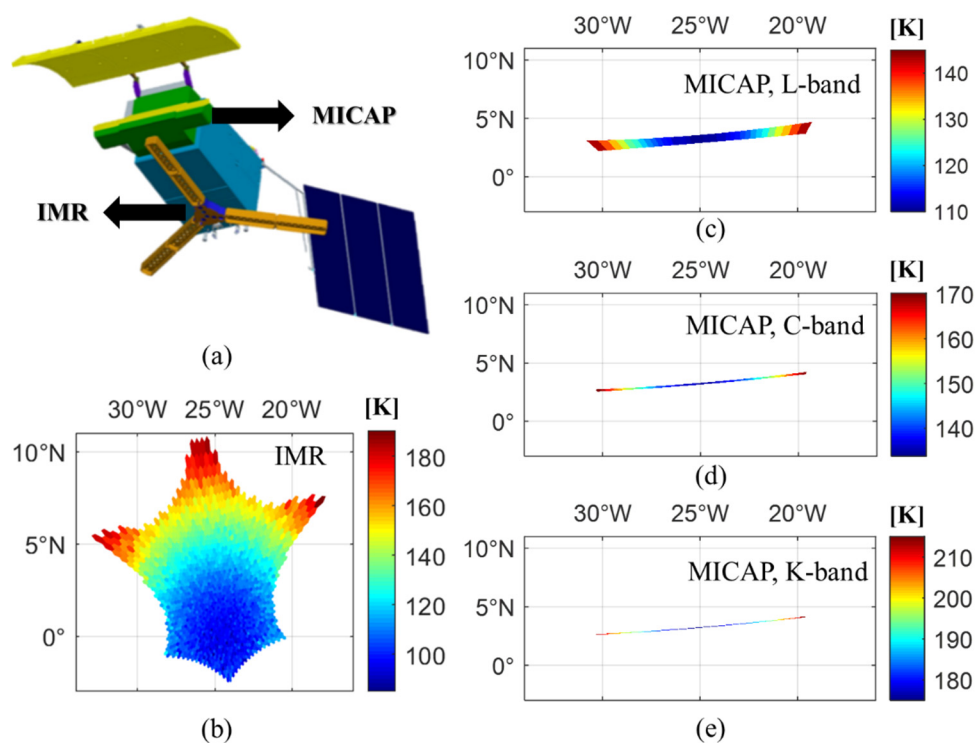 MICAP
IMR
(a)
30°W 25°W 20°W [K]
10°N
5°N
0°
IMR
180
160
140
120
100
(b)
30°W 25°W 20°W [K]
10°N
5°N
0°
MICAP, L-band
140
130
120
110
(c)
30°W 25°W 20°W [K]
10°N
5°N
0°
MICAP, C-band
170
160
150
140
(d)
30°W 25°W 20°W [K]
10°N
5°N
0°
MICAP, K-band
210
200
190
180
(e)